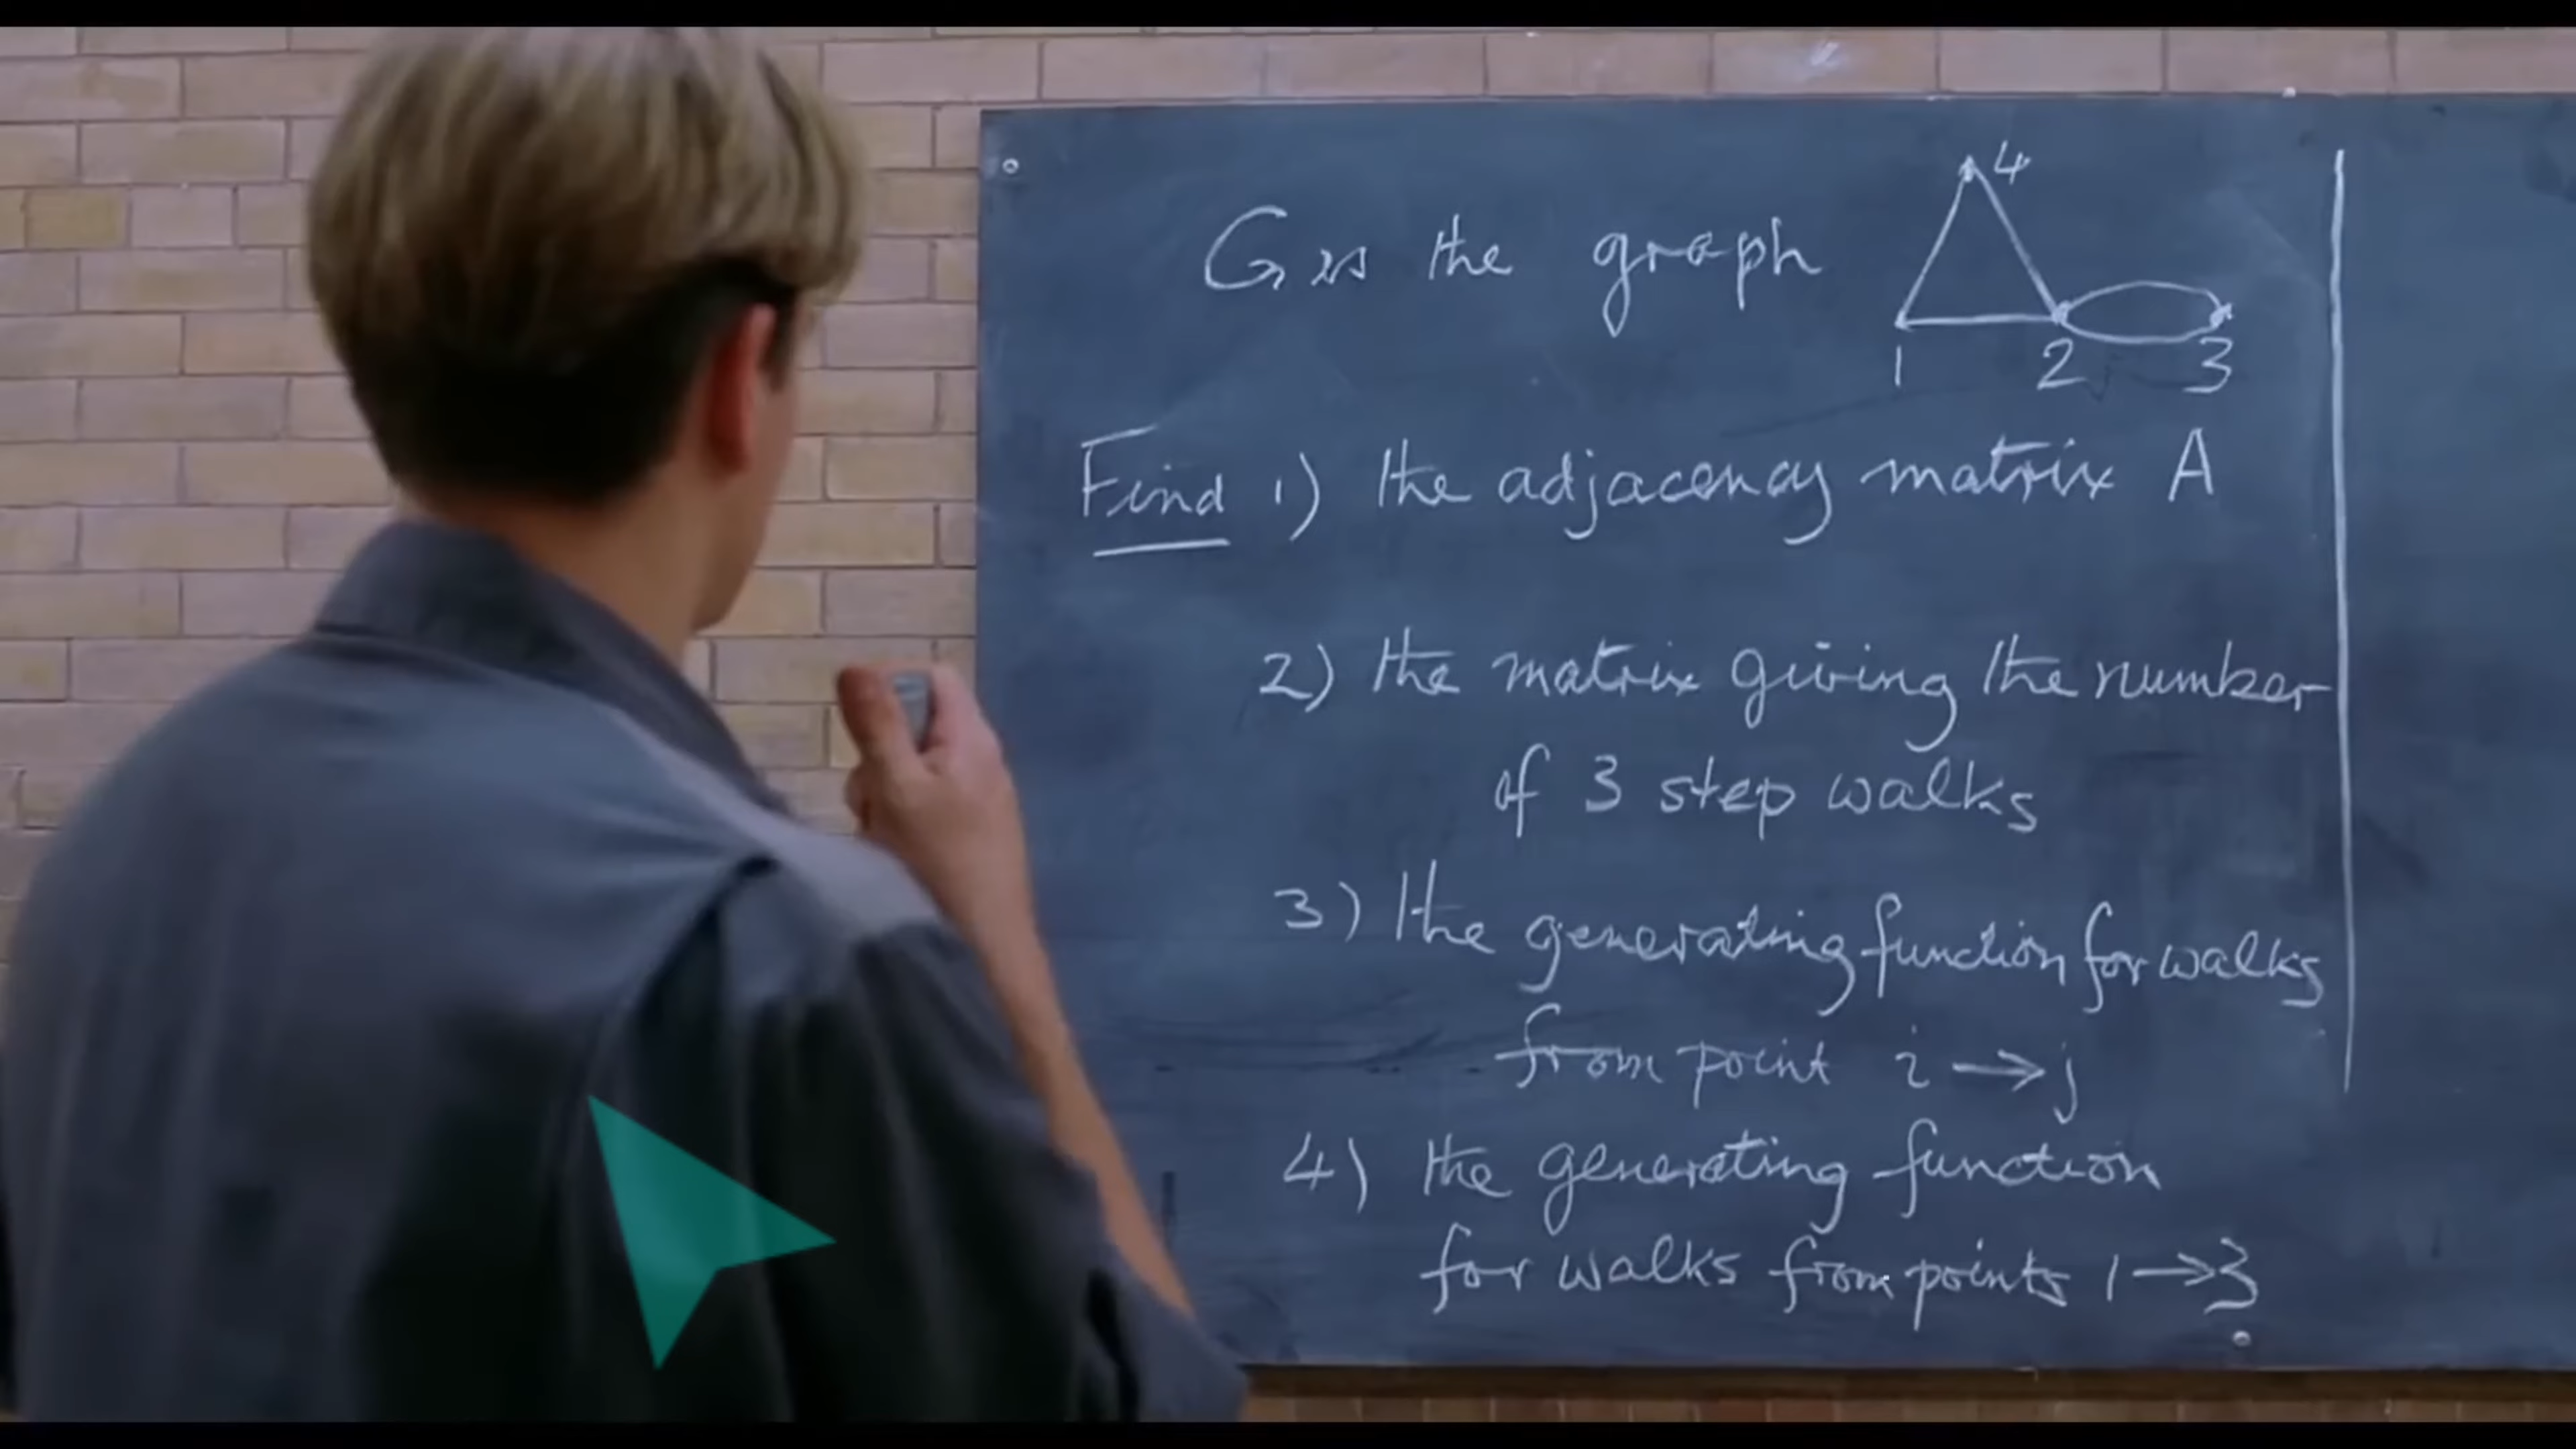 G is the graph
4
1 2 3
Find 1) the adjacency matrix A
2) the matrix giving the number
of 3 step walks
3) the generating function for walks
from point i → j
4) the generating function
for walks from points 1 → 3